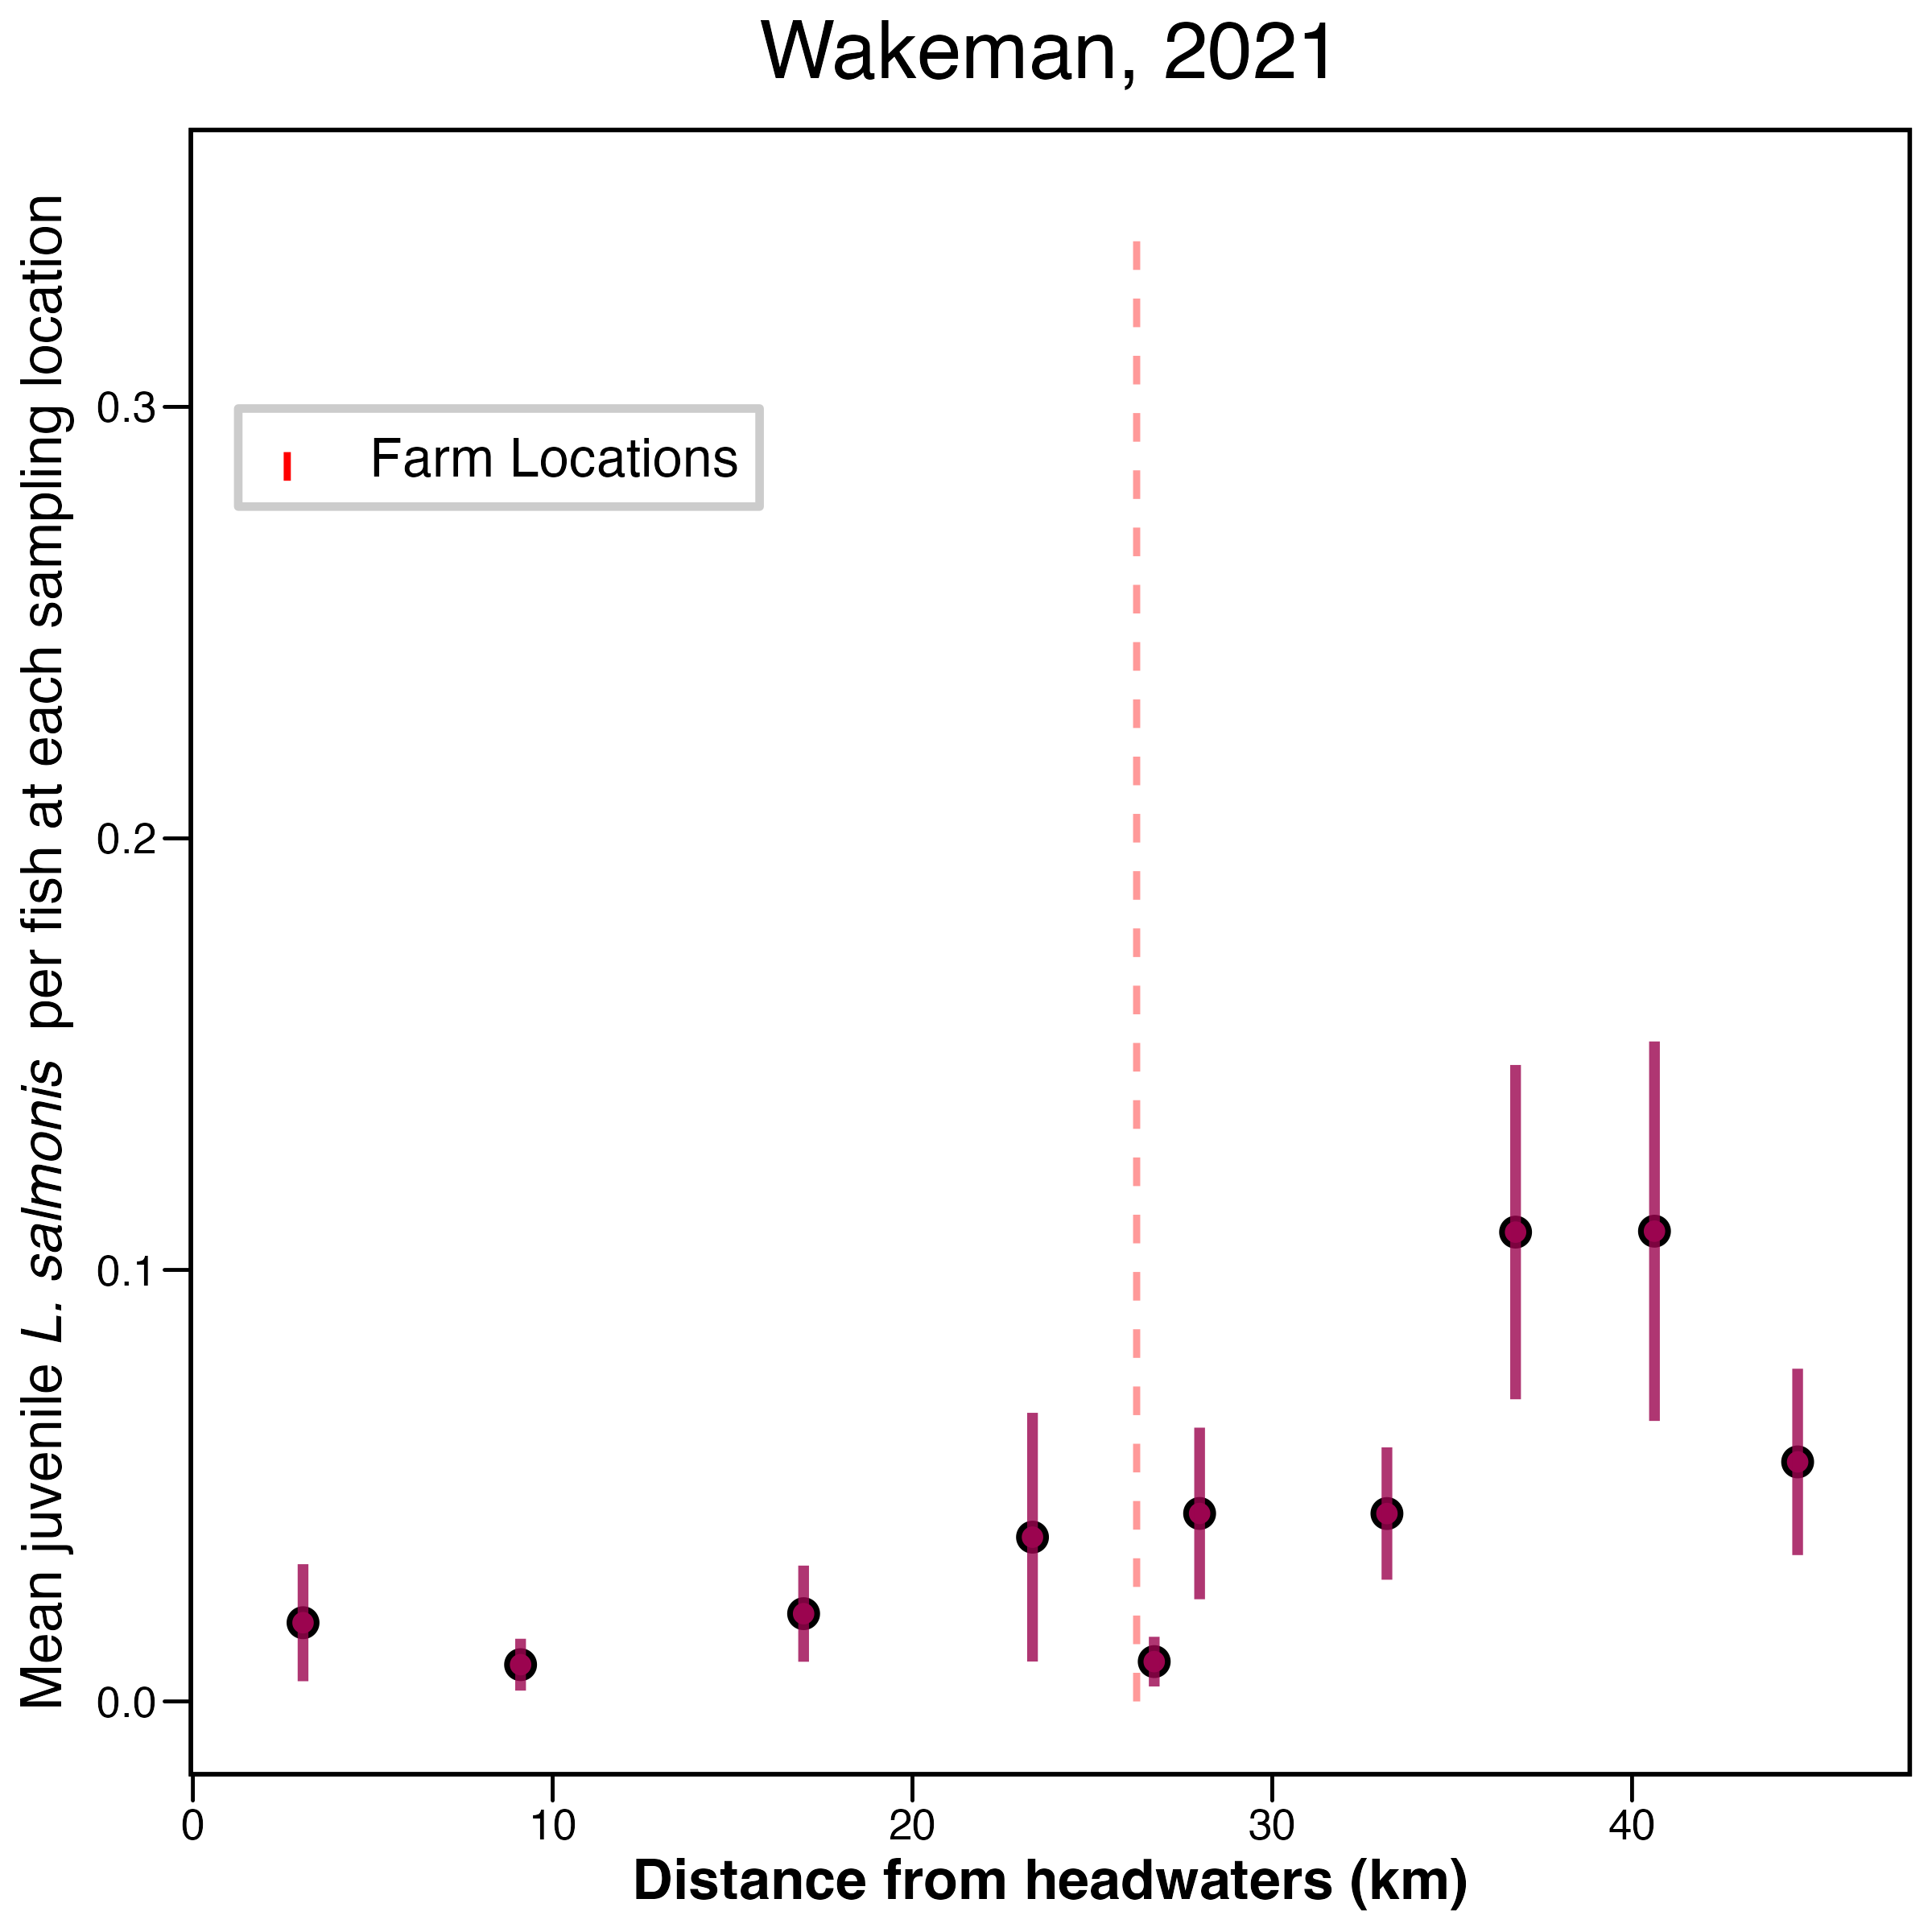 Wakeman, 2021
Mean juvenile L. salmonis per fish at each sampling location
0.3
0.2
0.1
0.0
Farm Locations
0
10
20
30
40
Distance from headwaters (km)